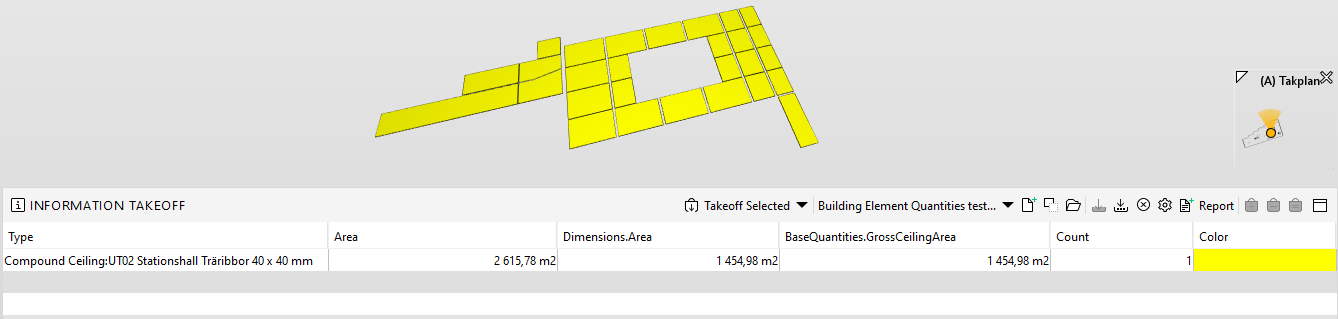 (A) Takplan
INFORMATION TAKEOFF
Takeoff Selected
Building Element Quantities test...
Report
Type Area Dimensions.Area BaseQuantities.GrossCeilingArea Count Color
Compound Ceiling:UT02 Stationshall Träribbor 40 x 40 mm 2 615,78 m2 1 454,98 m2 1 454,98 m2 1